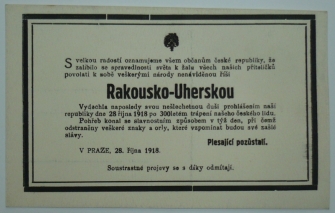 S velkou radostí oznamujeme všem občanům české republiky, že
zalíbilo se spravedlnosti světa k žalu všech našich přítelíčků
povolati k sobě veškerými národy nenáviděnou říši
Rakousko-Uherskou
Vydechla naposledy svou nešlechetnou duši prohlášením naší
republiky dne 28 října 1918 po 300letém trápení našeho českého lidu.
Pohřeb konal se slavnostním způsobem v týž den, při čemž
odstraněny veškeré znaky a orly, které vzpomínat budou své zašlé
slávy.
Plesající pozůstalí.
V PRAZE, 28. října 1918.
Soustrastné projevy se s díky odmítají.